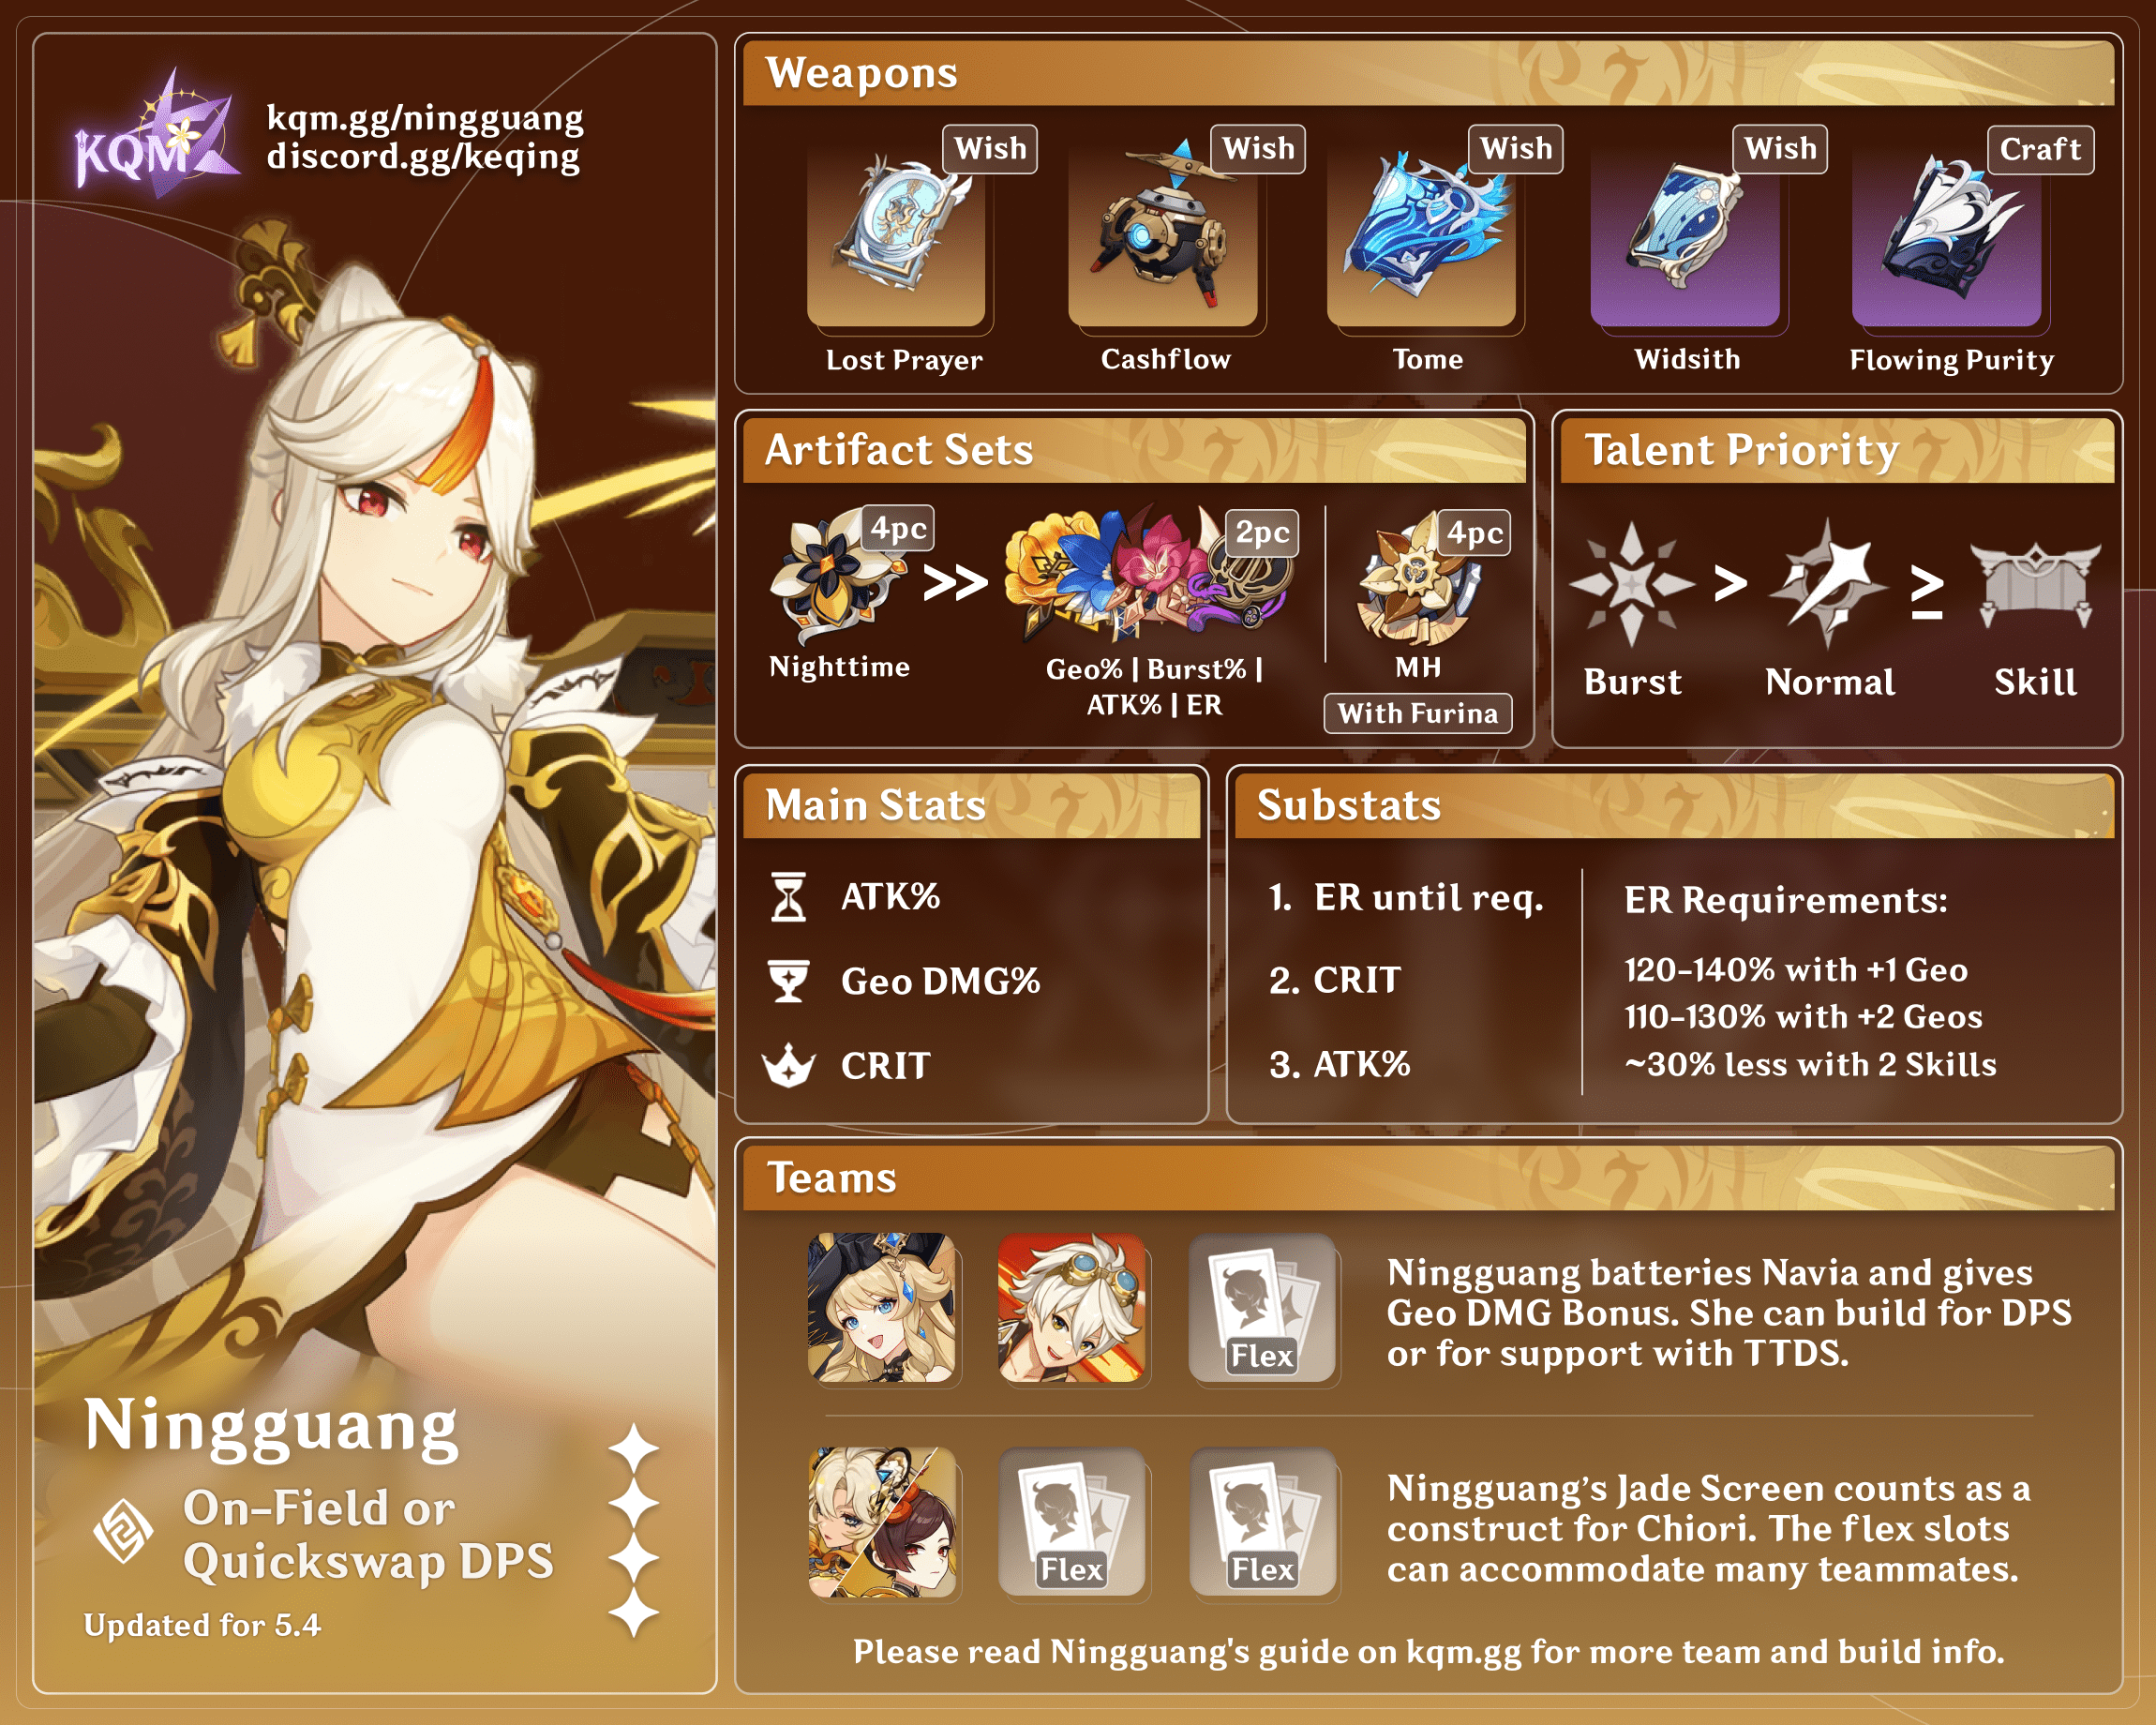 KQM
kqm.gg/ningguang
discord.gg/keqing
Ningguang
On-Field or
Quickswap DPS
Updated for 5.4
Weapons
Wish
Wish
Wish
Wish
Craft
Lost Prayer
Cashflow
Tome
Widsith
Flowing Purity
Artifact Sets
4pc
>>
2pc
4pc
Nighttime
Geo% | Burst% |
ATK% | ER
MH
With Furina
Talent Priority
>
≥
Burst
Normal
Skill
Main Stats
ATK%
Geo DMG%
CRIT
Substats
1. ER until req.
2. CRIT
3. ATK%
ER Requirements:
120-140% with +1 Geo
110-130% with +2 Geos
~30% less with 2 Skills
Teams
Flex
Ningguang batteries Navia and gives
Geo DMG Bonus. She can build for DPS
or for support with TTDS.
Flex
Flex
Ningguang's Jade Screen counts as a
construct for Chiori. The flex slots
can accommodate many teammates.
Please read Ningguang's guide on kqm.gg for more team and build info.